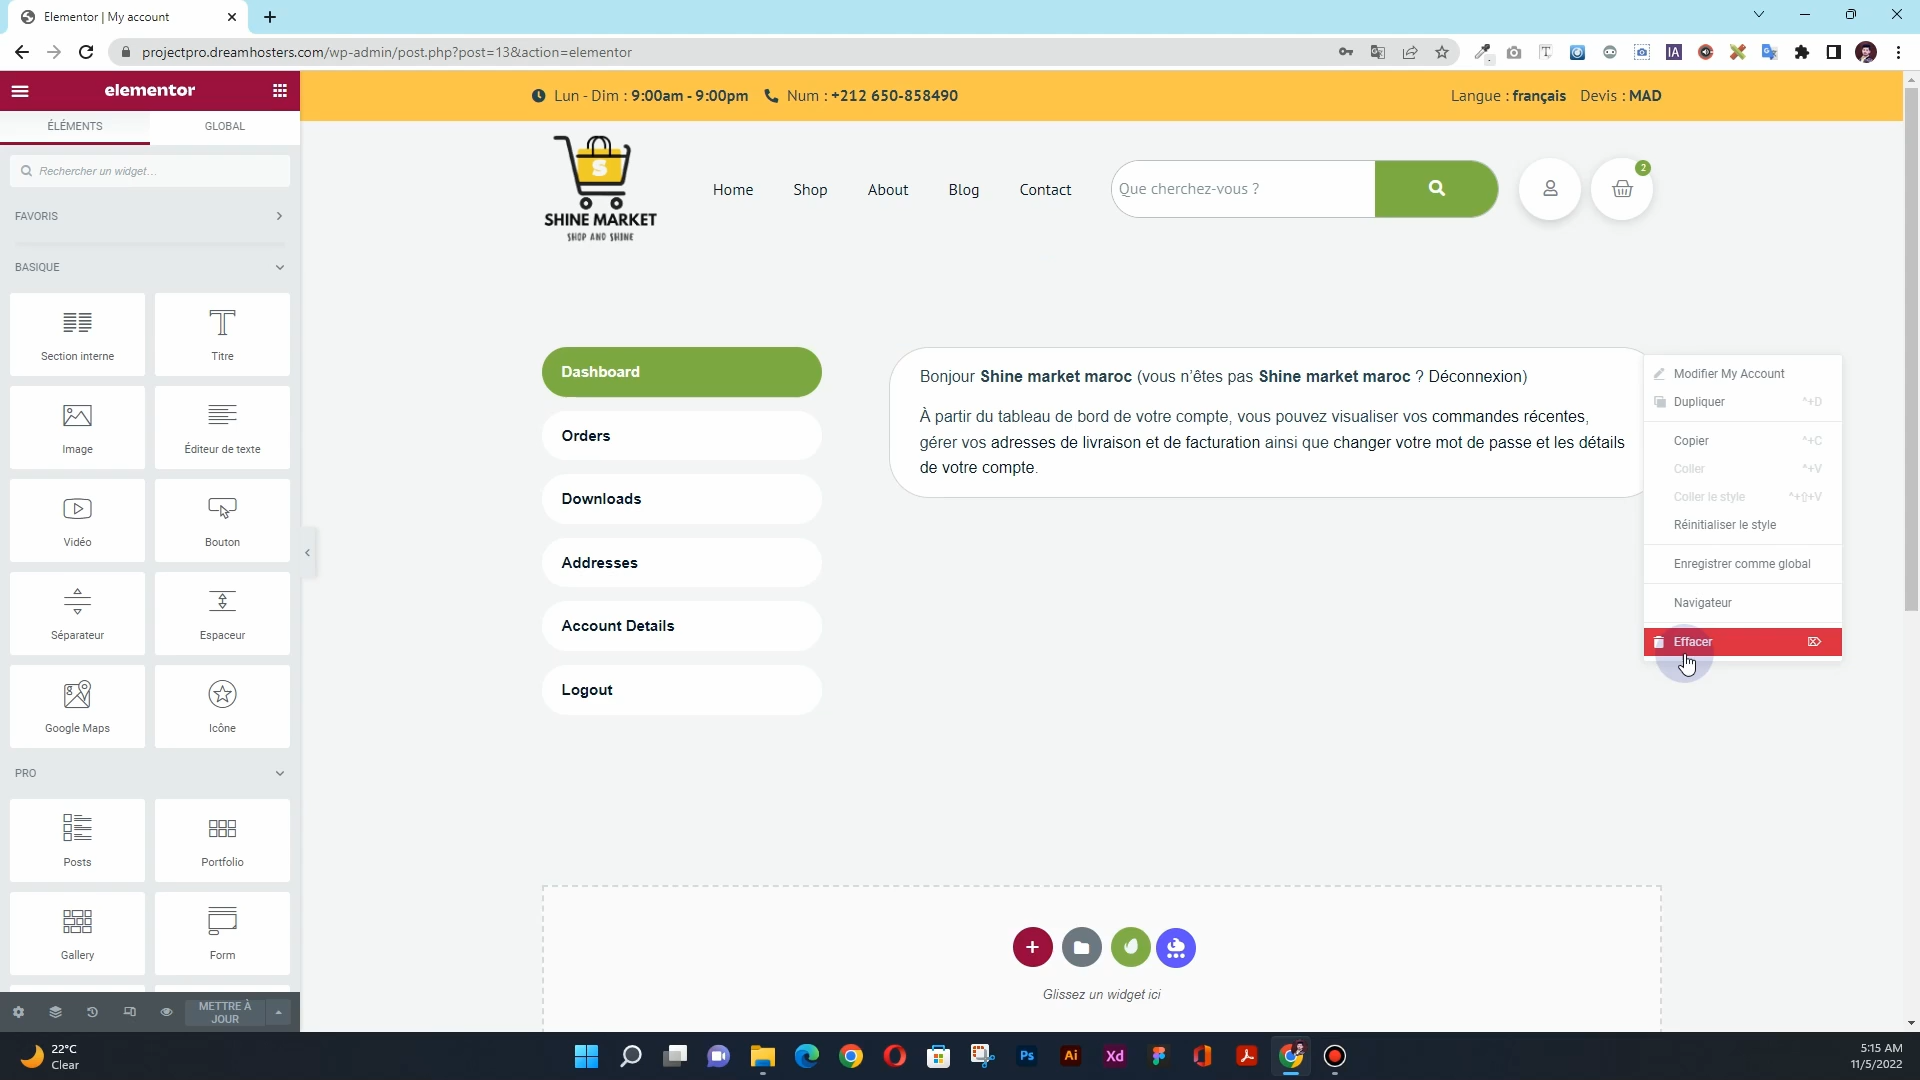 Elementor | My account
projectpro.dreamhosters.com/wp-admin/post.php?post=13&action=elementor
elementor
ÉLÉMENTS
GLOBAL
Rechercher un widget...
FAVORIS
BASIQUE
Section interne
Titre
Image
Éditeur de texte
Vidéo
Bouton
Séparateur
Espaceur
Google Maps
Icône
PRO
Posts
Portfolio
Gallery
Form
METTRE À
JOUR
Lun - Dim : 9:00am - 9:00pm
Num : +212 650-858490
Langue : français
Devis : MAD
S
SHINE MARKET
SHOP AND SHINE
Home
Shop
About
Blog
Contact
Que cherchez-vous ?
2
Dashboard
Orders
Downloads
Addresses
Account Details
Logout
Bonjour Shine market maroc (vous n'êtes pas Shine market maroc ? Déconnexion)
À partir du tableau de bord de votre compte, vous pouvez visualiser vos commandes récentes,
gérer vos adresses de livraison et de facturation ainsi que changer votre mot de passe et les détails
de votre compte.
Modifier My Account
Dupliquer ^+D
Copier ^+C
Coller ^+V
Coller le style ^+⇧+V
Réinitialiser le style
Enregistrer comme global
Navigateur
Effacer ⌦
Glissez un widget ici
IA
22°C
Clear
Ps
Ai
Xd
5:15 AM
11/5/2022